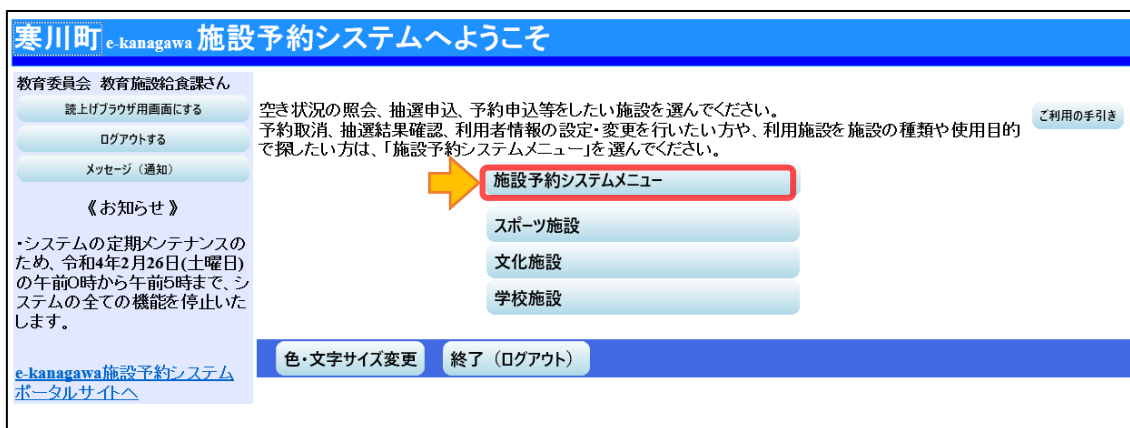 寒川町 e-kanagawa 施設予約システムへようこそ
教育委員会 教育施設給食課さん
読上げブラウザ用画面にする
ログアウトする
メッセージ（通知）
《お知らせ》
・システムの定期メンテナンスの
ため、令和4年2月26日(土曜日)
の午前0時から午前5時まで、シ
ステムの全ての機能を停止いた
します。
e-kanagawa施設予約システム
ポータルサイトへ
空き状況の照会、抽選申込、予約申込等をしたい施設を選んでください。
予約取消、抽選結果確認、利用者情報の設定・変更を行いたい方や、利用施設を施設の種類や使用目的
で探したい方は、「施設予約システムメニュー」を選んでください。
ご利用の手引き
施設予約システムメニュー
スポーツ施設
文化施設
学校施設
色・文字サイズ変更
終了（ログアウト）